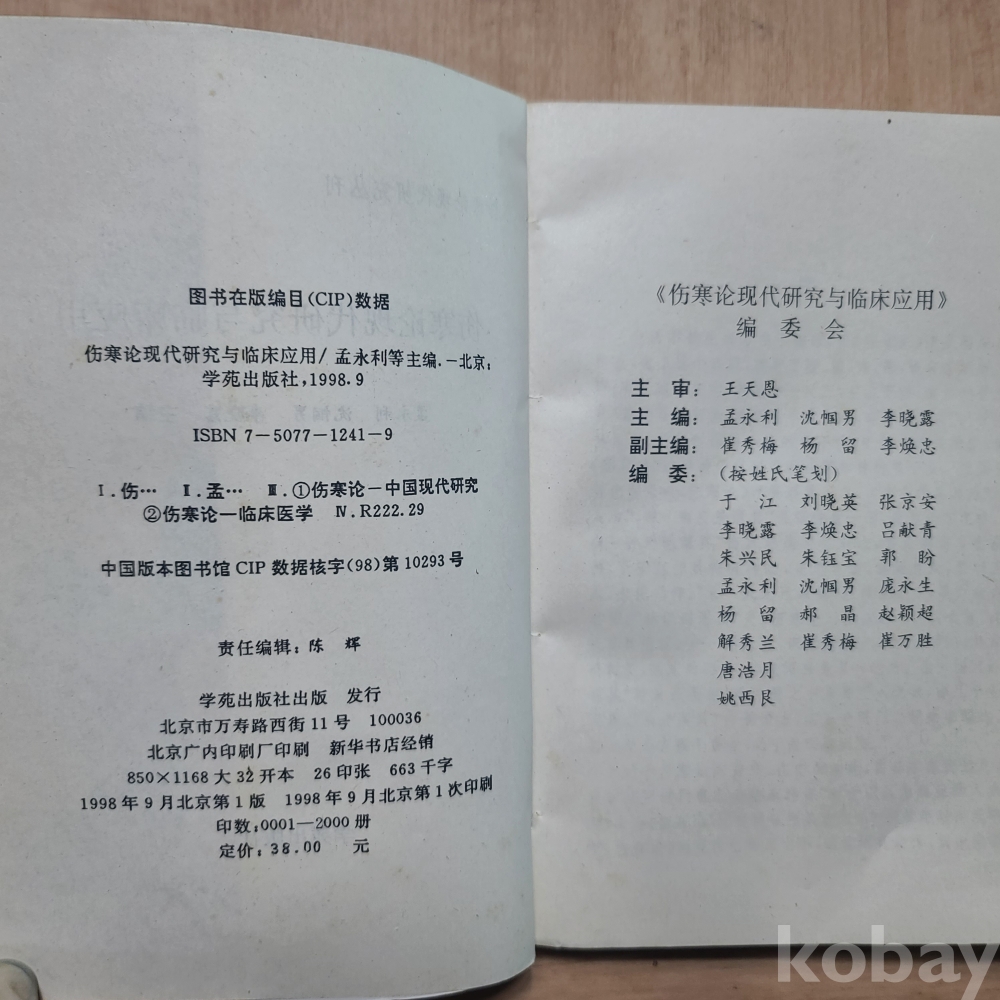 图书在版编目(CIP)数据
伤寒论现代研究与临床应用/孟永利等主编.—北京:
学苑出版社,1998.9
ISBN 7-5077-1241-9
Ⅰ.伤… Ⅱ.孟… Ⅲ.①伤寒论—中国现代研究
②伤寒论—临床医学 Ⅳ.R222.29
中国版本图书馆CIP数据核字(98)第10293号
责任编辑:陈 辉
学苑出版社出版 发行
北京市万寿路西街11号 100036
北京广内印刷厂印刷 新华书店经销
850×1168 大32开本 26印张 663千字
1998年9月北京第1版 1998年9月北京第1次印刷
印数:0001—2000册
定价:38.00 元
《伤寒论现代研究与临床应用》
编 委 会
主 审: 王天恩
主 编: 孟永利 沈帼男 李晓露
副主编: 崔秀梅 杨 留 李焕忠
编 委: (按姓氏笔划)
于 江 刘晓英 张京安
李晓露 李焕忠 吕献青
朱兴民 朱钰宝 郭 盼
孟永利 沈帼男 庞永生
杨 留 郝 晶 赵颖超
解秀兰 崔秀梅 崔万胜
唐浩月
姚西艮
kobay